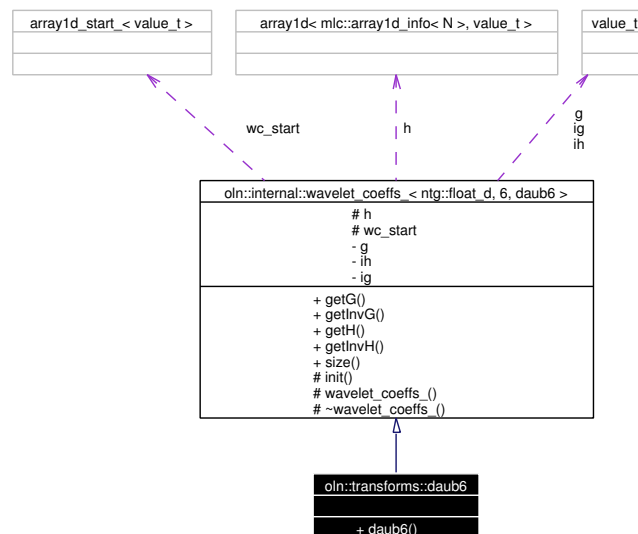 array1d_start_< value_t >
array1d< mlc::array1d_info< N >, value_t >
value_t
wc_start
h
g
ig
ih
oln::internal::wavelet_coeffs_< ntg::float_d, 6, daub6 >
# h
# wc_start
- g
- ih
- ig
+ getG()
+ getInvG()
+ getH()
+ getInvH()
+ size()
# init()
# wavelet_coeffs_()
# ~wavelet_coeffs_()
oln::transforms::daub6
+ daub6()